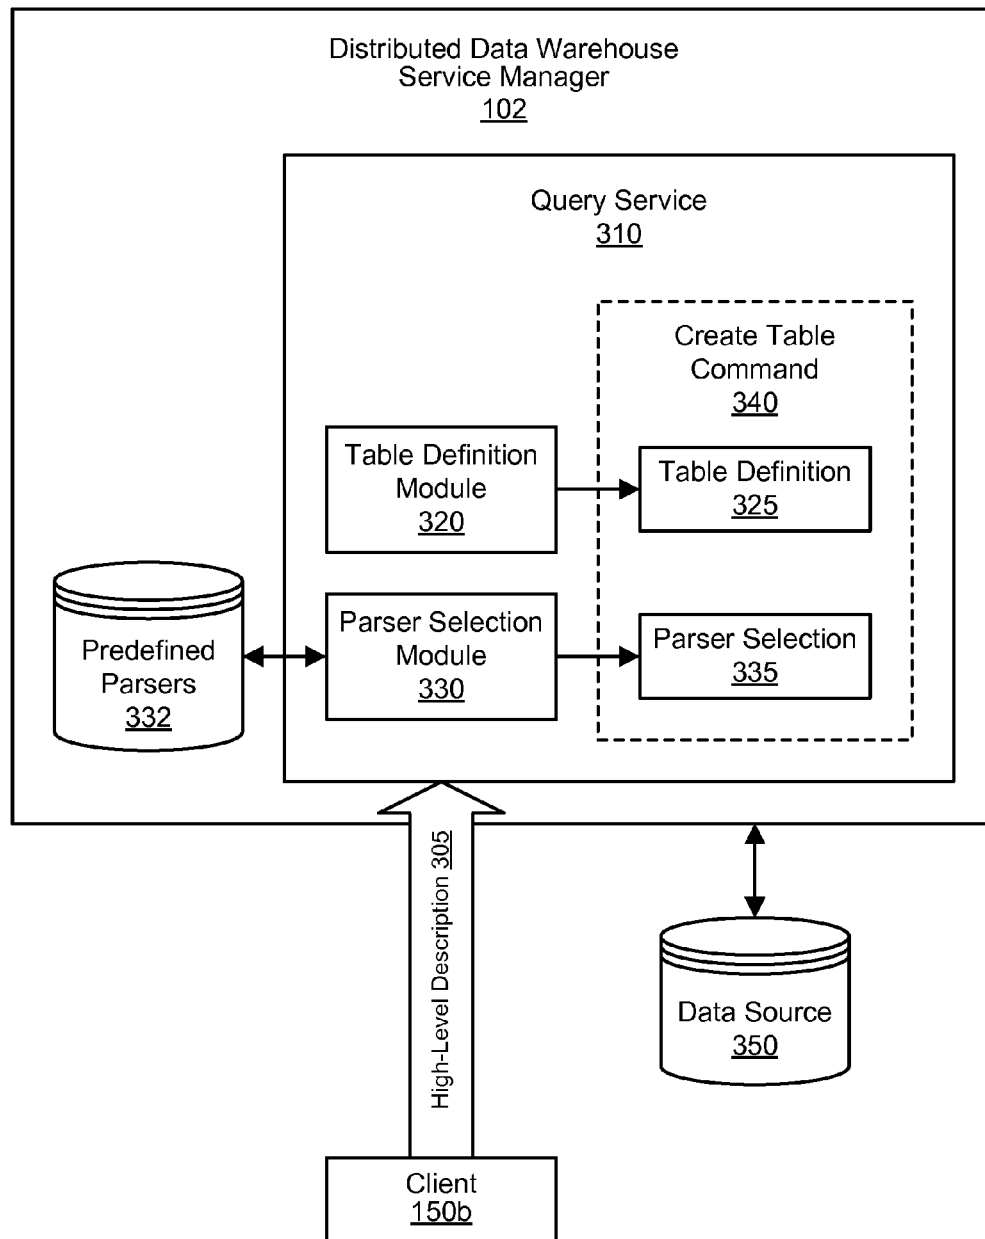 Distributed Data Warehouse
Service Manager
102
Query Service
310
Create Table
Command
340
Table Definition
Module
320
Table Definition
325
Predefined
Parsers
332
Parser Selection
Module
330
Parser Selection
335
High-Level Description 305
Data Source
350
Client
150b